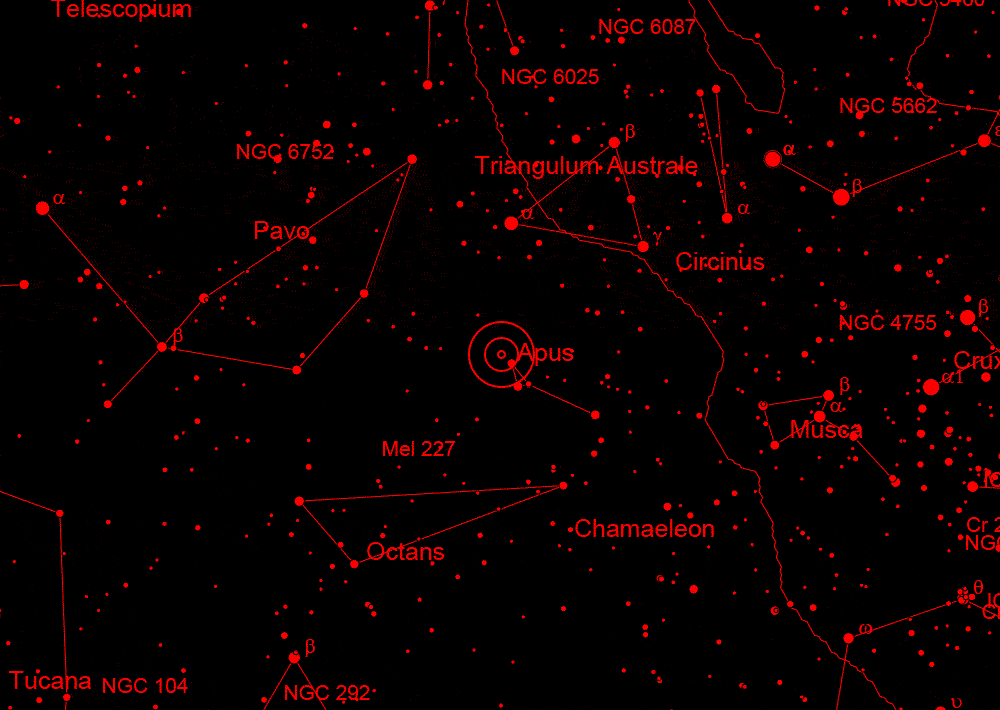 Telescopium
NGC 6087
NGC 6025
NGC 5662
β
ε
NGC 6752
α
Triangulum Australe
β
α
α
α
Pavo
γ
Circinus
β
NGC 4755
β
Apus
Crux
α1
β
α
Musca
Mel 227
Chamaeleon
Octans
Cr 2
θ
β
ω
Tucana
NGC 104
NGC 292
υ